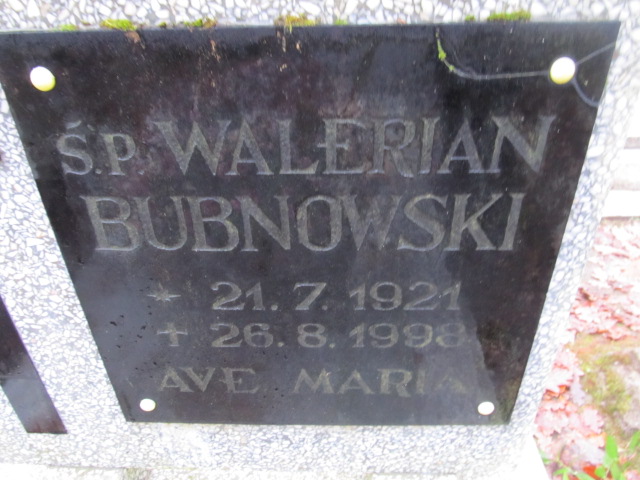 Ś.P. WALERIAN
BUBNOWSKI
* 21.7.1921
+ 26.8.1998
AVE MARIA